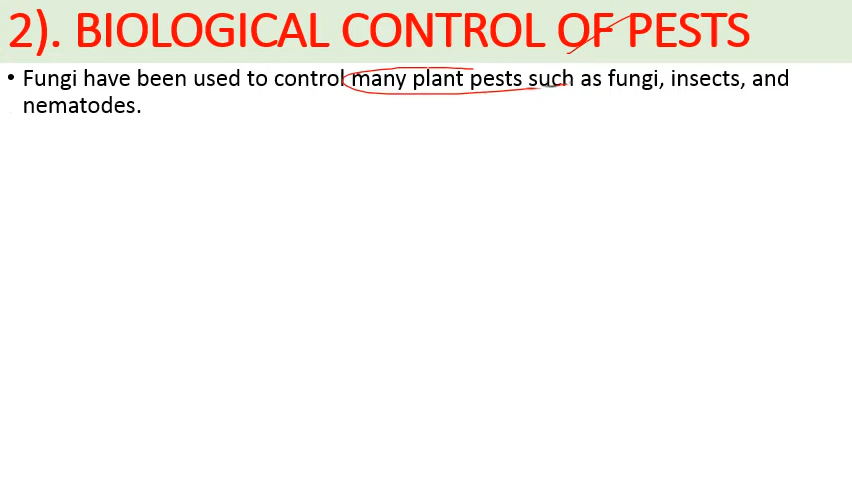 2). BIOLOGICAL CONTROL OF PESTS
• Fungi have been used to control many plant pests such as fungi, insects, and
nematodes.